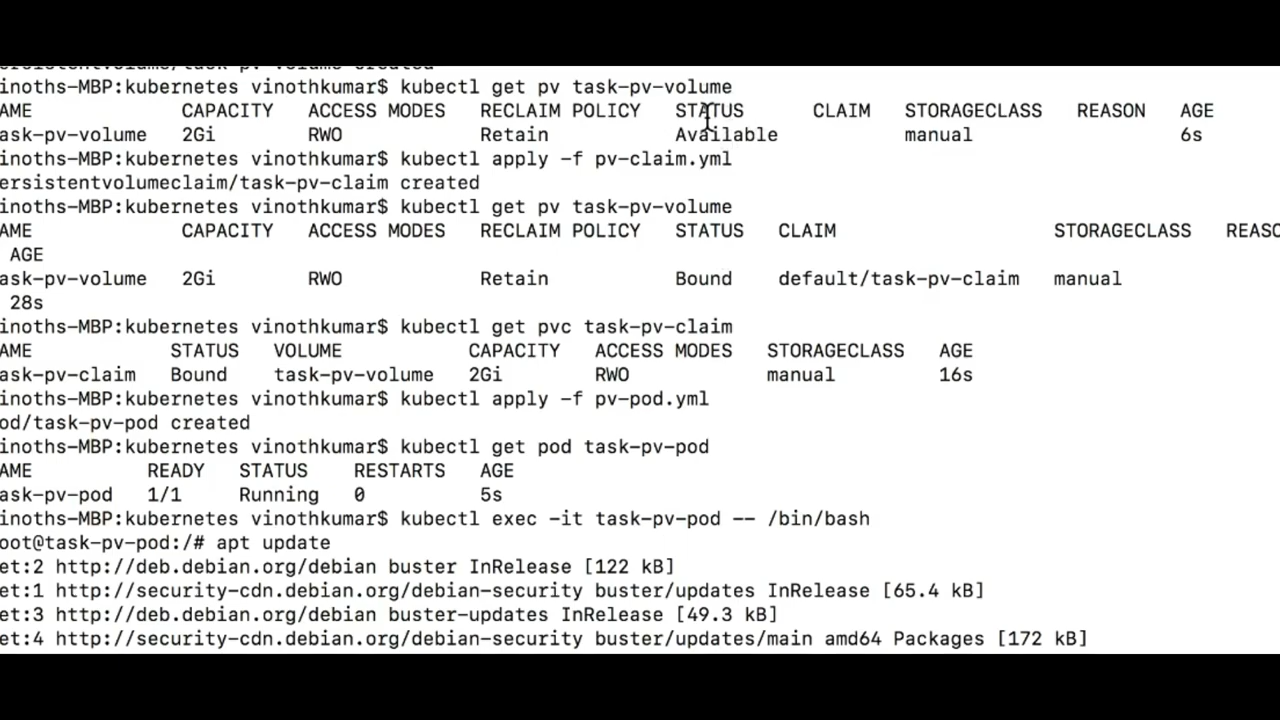 inoths-MBP:kubernetes vinothkumar$ kubectl get pv task-pv-volume
AME CAPACITY ACCESS MODES RECLAIM POLICY STATUS CLAIM STORAGECLASS REASON AGE
ask-pv-volume 2Gi RWO Retain Available manual 6s
inoths-MBP:kubernetes vinothkumar$ kubectl apply -f pv-claim.yml
ersistentvolumeclaim/task-pv-claim created
inoths-MBP:kubernetes vinothkumar$ kubectl get pv task-pv-volume
AME CAPACITY ACCESS MODES RECLAIM POLICY STATUS CLAIM STORAGECLASS REASO
AGE
ask-pv-volume 2Gi RWO Retain Bound default/task-pv-claim manual
28s
inoths-MBP:kubernetes vinothkumar$ kubectl get pvc task-pv-claim
AME STATUS VOLUME CAPACITY ACCESS MODES STORAGECLASS AGE
ask-pv-claim Bound task-pv-volume 2Gi RWO manual 16s
inoths-MBP:kubernetes vinothkumar$ kubectl apply -f pv-pod.yml
od/task-pv-pod created
inoths-MBP:kubernetes vinothkumar$ kubectl get pod task-pv-pod
AME READY STATUS RESTARTS AGE
ask-pv-pod 1/1 Running 0 5s
inoths-MBP:kubernetes vinothkumar$ kubectl exec -it task-pv-pod -- /bin/bash
oot@task-pv-pod:/# apt update
et:2 http://deb.debian.org/debian buster InRelease [122 kB]
et:1 http://security-cdn.debian.org/debian-security buster/updates InRelease [65.4 kB]
et:3 http://deb.debian.org/debian buster-updates InRelease [49.3 kB]
et:4 http://security-cdn.debian.org/debian-security buster/updates/main amd64 Packages [172 kB]